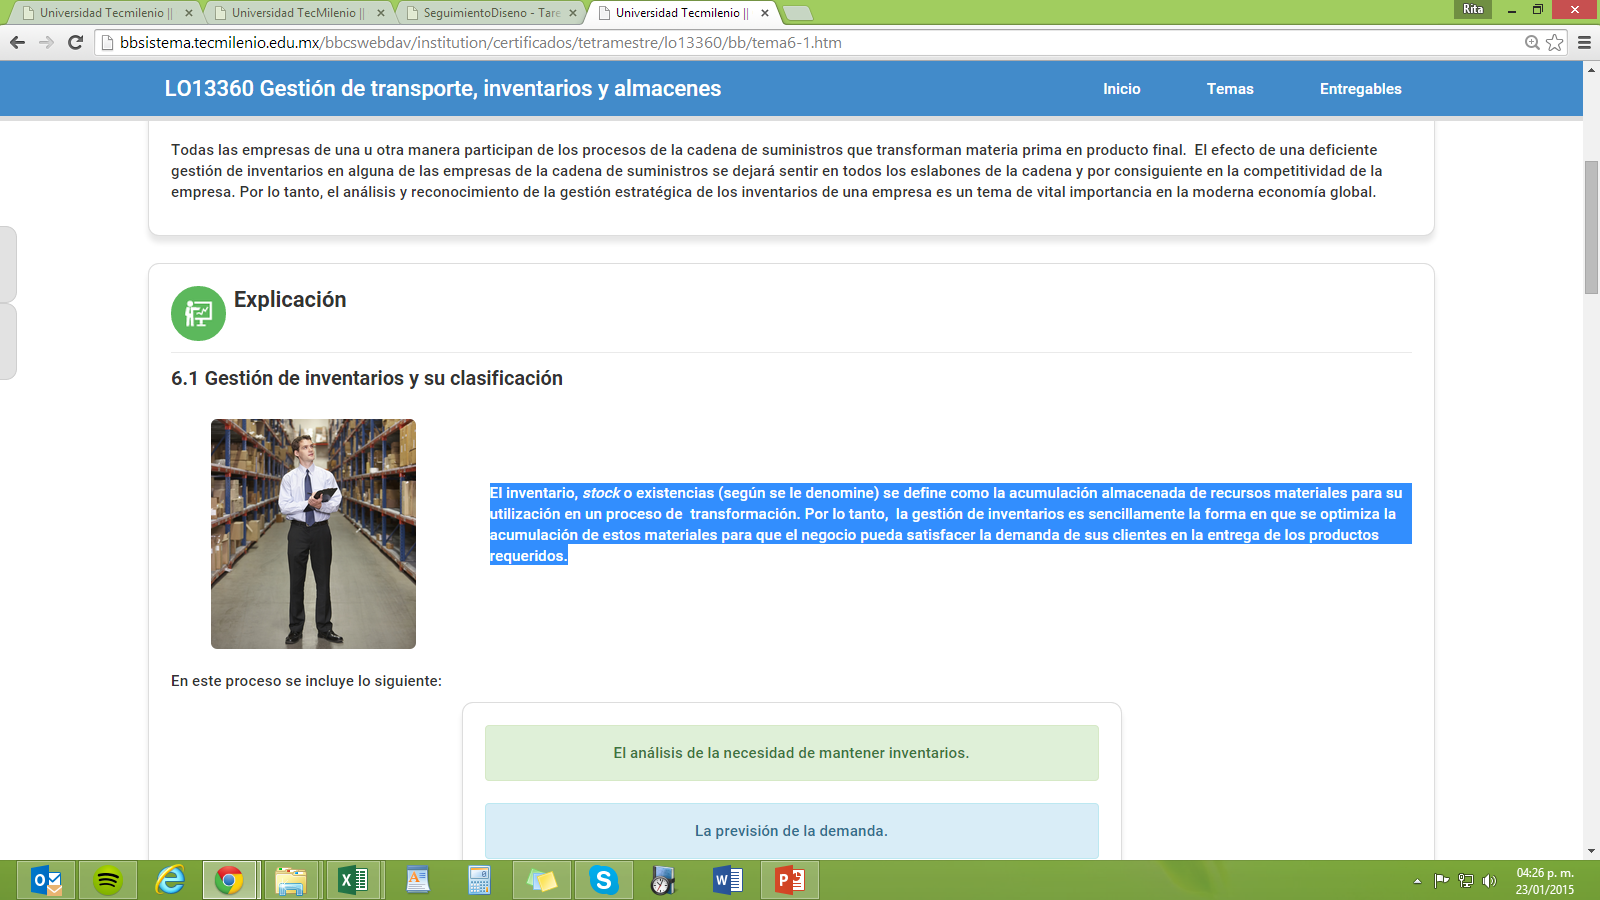 Universidad Tecmilenio ||
Universidad TecMilenio ||
SeguimientoDiseno - Tare
Universidad Tecmilenio ||
Rita
bbsistema.tecmilenio.edu.mx/bbcswebdav/institution/certificados/tetramestre/lo13360/bb/tema6-1.htm
LO13360 Gestión de transporte, inventarios y almacenes
Inicio
Temas
Entregables
Todas las empresas de una u otra manera participan de los procesos de la cadena de suministros que transforman materia prima en producto final.  El efecto de una deficiente
gestión de inventarios en alguna de las empresas de la cadena de suministros se dejará sentir en todos los eslabones de la cadena y por consiguiente en la competitividad de la
empresa. Por lo tanto, el análisis y reconocimiento de la gestión estratégica de los inventarios de una empresa es un tema de vital importancia en la moderna economía global.
Explicación
6.1 Gestión de inventarios y su clasificación
El inventario, stock o existencias (según se le denomine) se define como la acumulación almacenada de recursos materiales para su
utilización en un proceso de  transformación. Por lo tanto,  la gestión de inventarios es sencillamente la forma en que se optimiza la
acumulación de estos materiales para que el negocio pueda satisfacer la demanda de sus clientes en la entrega de los productos
requeridos.
En este proceso se incluye lo siguiente:
El análisis de la necesidad de mantener inventarios.
La previsión de la demanda.
04:26 p. m.
23/01/2015